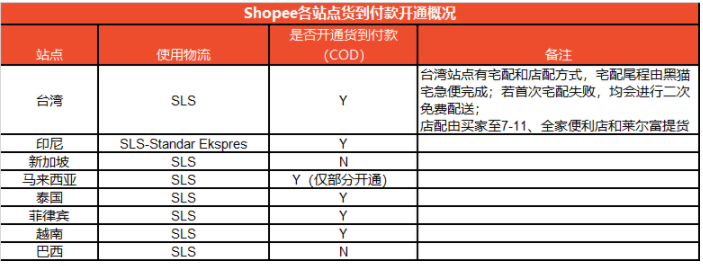 Shopee各站点货到付款开通概况
站点 使用物流 是否开通货到付款
（COD） 备注
台湾 SLS Y 台湾站点有宅配和店配方式，宅配尾程由黑猫
宅急便完成；若首次宅配失败，均会进行二次
免费配送；
店配由买家至7-11、全家便利店和莱尔富提货
印尼 SLS-Standar Ekspres Y
新加坡 SLS N
马来西亚 SLS Y（仅部分开通）
泰国 SLS Y
菲律宾 SLS Y
越南 SLS Y
巴西 SLS N